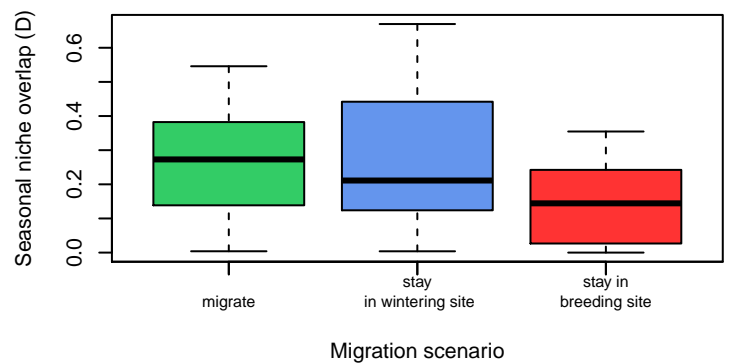 Seasonal niche overlap (D)
0.6
0.4
0.2
0.0
migrate
stay
in wintering site
stay in
breeding site
Migration scenario